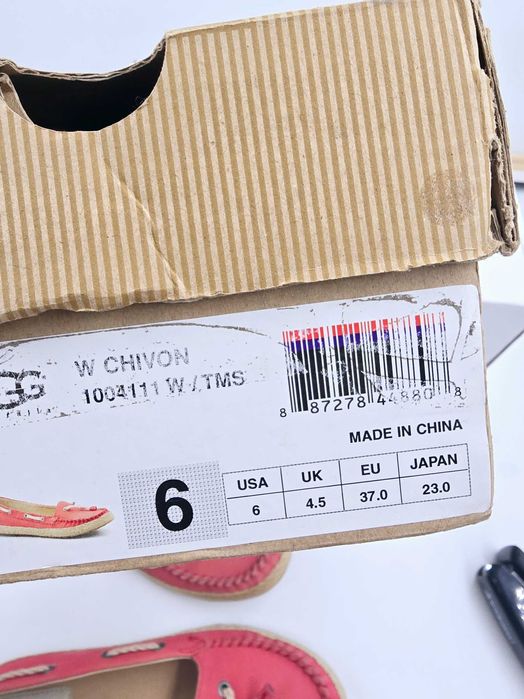 W CHIVON
1004111 W / TMS
8 87278 44880 8
MADE IN CHINA
6
USA UK EU JAPAN
6 4.5 37.0 23.0